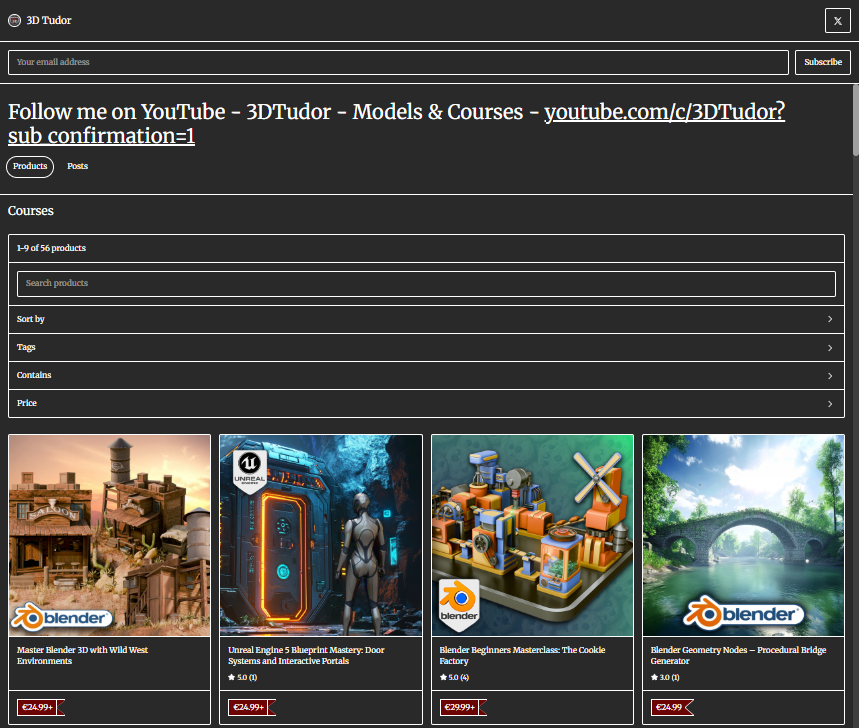 3D Tudor
Your email address
Subscribe
Follow me on YouTube - 3DTudor - Models & Courses - youtube.com/c/3DTudor?
sub_confirmation=1
Products
Posts
Courses
1-9 of 56 products
Search products
Sort by
Tags
Contains
Price
SALOON
UNREAL
ENGINE
blender
blender
blender
Master Blender 3D with Wild West
Environments
Unreal Engine 5 Blueprint Mastery: Door
Systems and Interactive Portals
5.0 (1)
Blender Beginners Masterclass: The Cookie
Factory
5.0 (4)
Blender Geometry Nodes – Procedural Bridge
Generator
3.0 (1)
€24.99+
€24.99+
€29.99+
€24.99